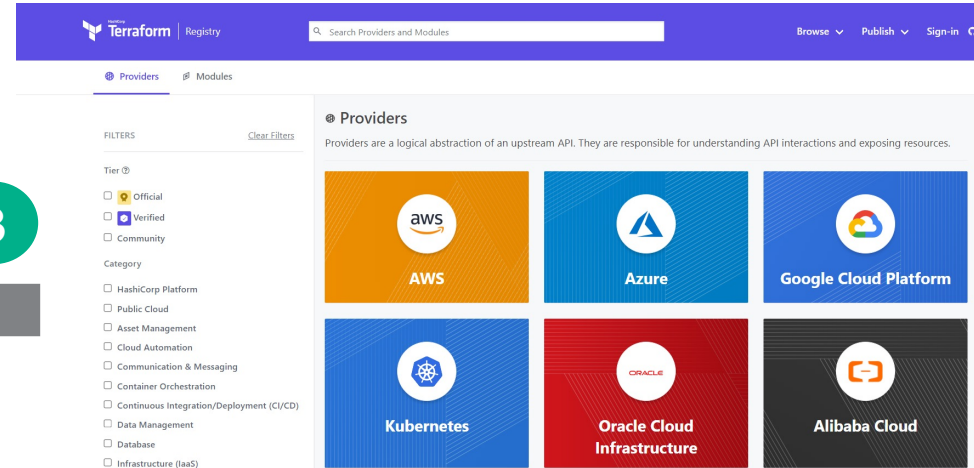 HashiCorp
Terraform Registry
Search Providers and Modules
Browse Publish Sign-in
Providers Modules
FILTERS Clear Filters
Tier
Official
Verified
Community
Category
HashiCorp Platform
Public Cloud
Asset Management
Cloud Automation
Communication & Messaging
Container Orchestration
Continuous Integration/Deployment (CI/CD)
Data Management
Database
Infrastructure (IaaS)
Providers
Providers are a logical abstraction of an upstream API. They are responsible for understanding API interactions and exposing resources.
aws
AWS
Azure
Google Cloud Platform
Kubernetes
ORACLE
Oracle Cloud
Infrastructure
Alibaba Cloud